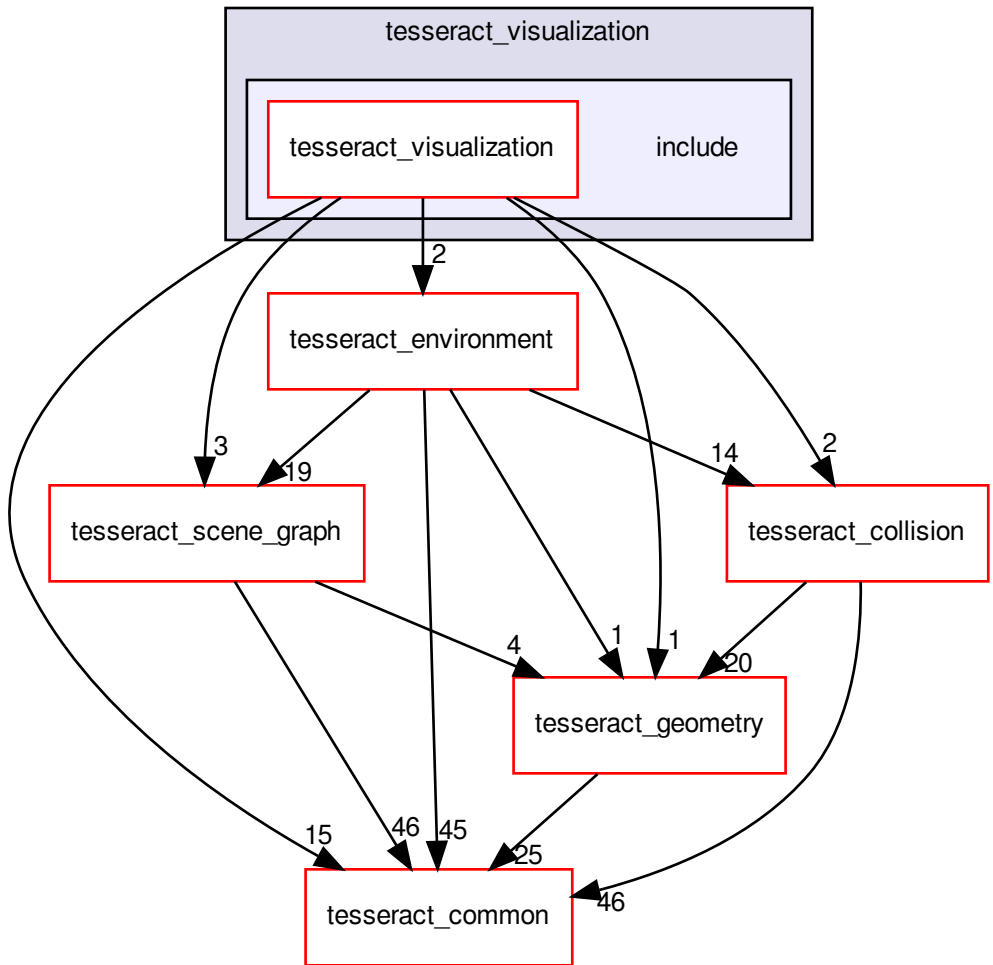 tesseract_visualization
tesseract_visualization
include
2
tesseract_environment
3
19
14
2
tesseract_scene_graph
tesseract_collision
4
1
1
20
tesseract_geometry
15
46
45
25
46
tesseract_common